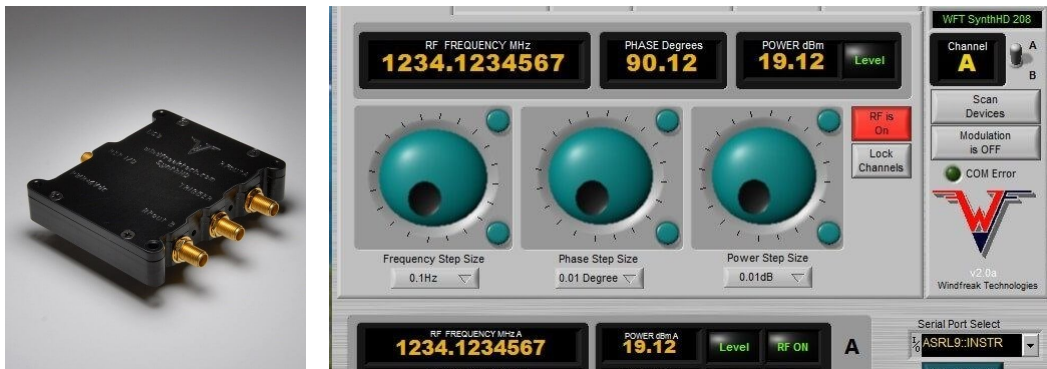 windfreaktech.com
SynthHD
RF FREQUENCY MHz
1234.1234567
PHASE Degrees
90.12
POWER dBm
19.12
Level
WFT SynthHD 208
Channel
A
A
B
Scan
Devices
Modulation
is OFF
RF is
On
Lock
Channels
COM Error
Frequency Step Size
0.1Hz
Phase Step Size
0.01 Degree
Power Step Size
0.01dB
v2.0a
Windfreak Technologies
RF FREQUENCY MHz A
1234.1234567
POWER dBm A
19.12
Level
RF ON
A
Serial Port Select
I/O
ASRL9::INSTR